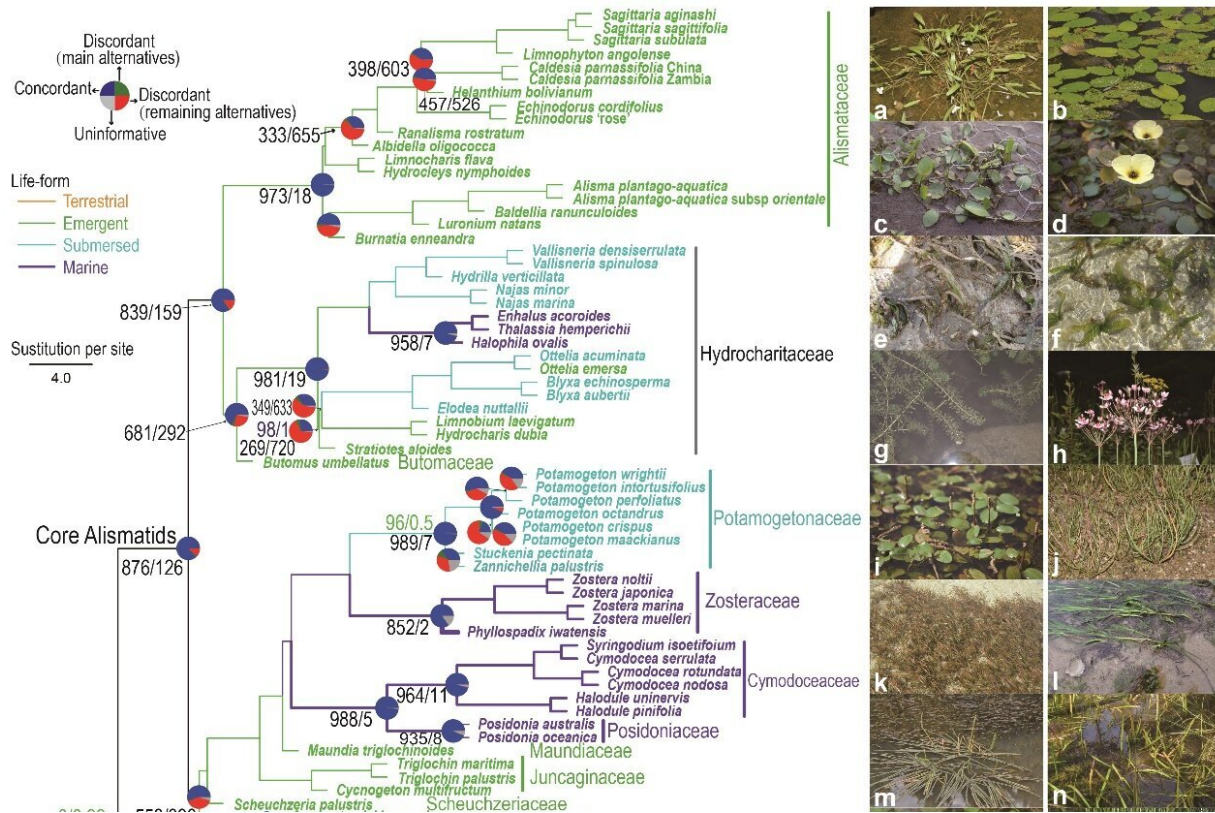 Discordant
(main alternatives)
Concordant
Discordant
(remaining alternatives)
Uninformative
Life-form
Terrestrial
Emergent
Submersed
Marine
Sustitution per site
4.0
Core Alismatids
876/126
839/159
973/18
333/655
398/603
457/526
681/292
981/19
349/633
98/1
269/720
958/7
96/0.5
989/7
852/2
964/11
988/5
935/8
Sagittaria aginashi
Sagittaria sagittifolia
Sagittaria subulata
Limnophyton angolense
Caldesia parnassifolia China
Caldesia parnassifolia Zambia
Helanthium bolivianum
Echinodorus cordifolius
Echinodorus 'rose'
Ranalisma rostratum
Albidella oligococca
Limnocharis flava
Hydrocleys nymphoides
Alisma plantago-aquatica
Alisma plantago-aquatica subsp orientale
Baldellia ranunculoides
Luronium natans
Burnatia enneandra
Alismataceae
Vallisneria densiserrulata
Vallisneria spinulosa
Hydrilla verticillata
Najas minor
Najas marina
Enhalus acoroides
Thalassia hemperichii
Halophila ovalis
Ottelia acuminata
Ottelia emersa
Blyxa echinosperma
Blyxa aubertii
Elodea nuttallii
Limnobium laevigatum
Hydrocharis dubia
Stratiotes aloides
Hydrocharitaceae
Butomus umbellatus
Butomaceae
Potamogeton wrightii
Potamogeton intortusifolius
Potamogeton perfoliatus
Potamogeton octandrus
Potamogeton crispus
Potamogeton maackianus
Stuckenia pectinata
Zannichellia palustris
Potamogetonaceae
Zostera noltii
Zostera japonica
Zostera marina
Zostera muelleri
Phyllospadix iwatensis
Zosteraceae
Syringodium isoetifoium
Cymodocea serrulata
Cymodocea rotundata
Cymodocea nodosa
Halodule uninervis
Halodule pinifolia
Cymodoceaceae
Posidonia australis
Posidonia oceanica
Posidoniaceae
Maundia triglochinoides
Maundiaceae
Triglochin maritima
Triglochin palustris
Cycnogeton multifructum
Juncaginaceae
Scheuchzeria palustris
Scheuchzeriaceae
a
b
c
d
e
f
g
h
i
j
k
l
m
n